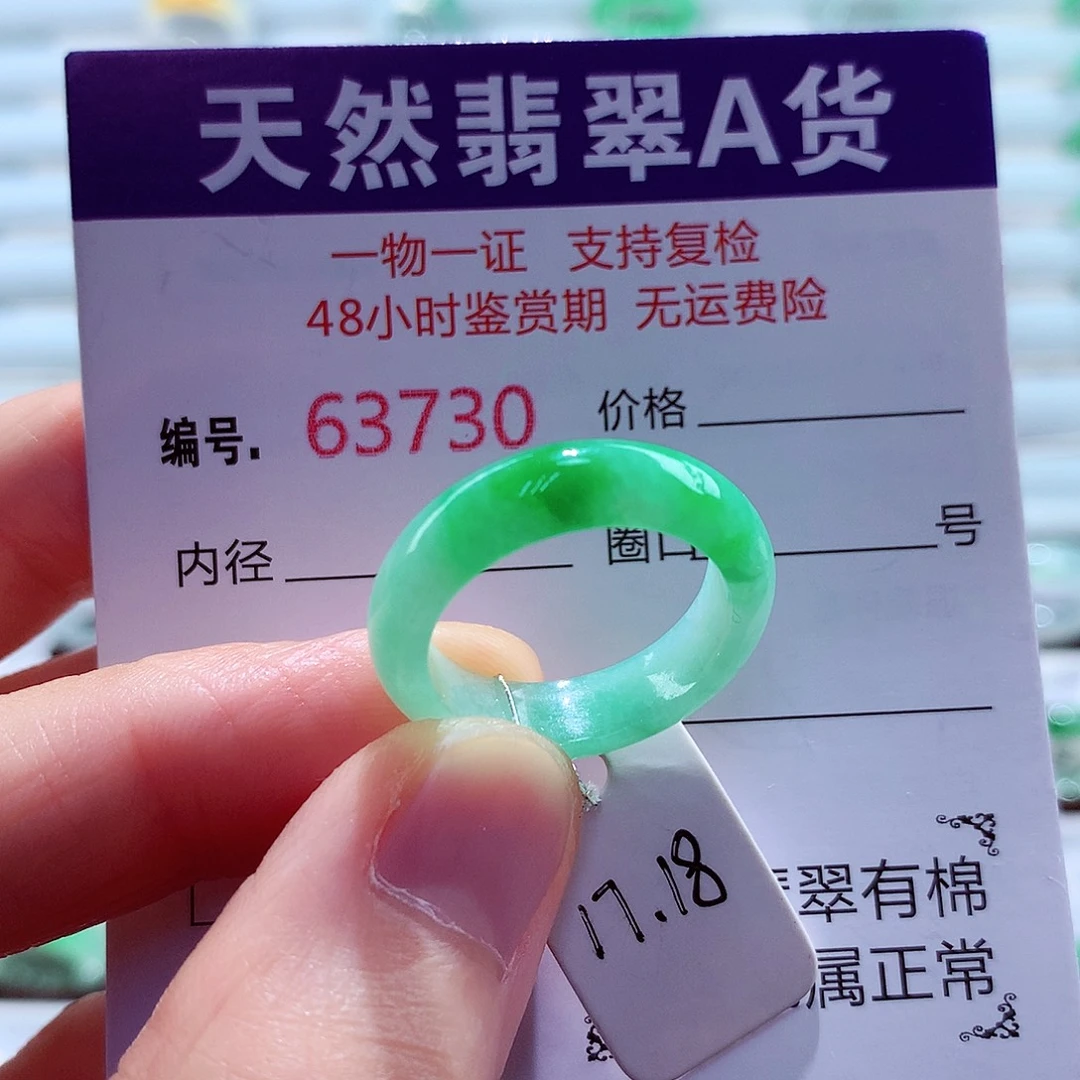 天然翡翠A货
一物一证 支持复检
48小时鉴赏期 无运费险
编号. 63730 价格
内径 圈口 号
17.18
翠有棉
属正常